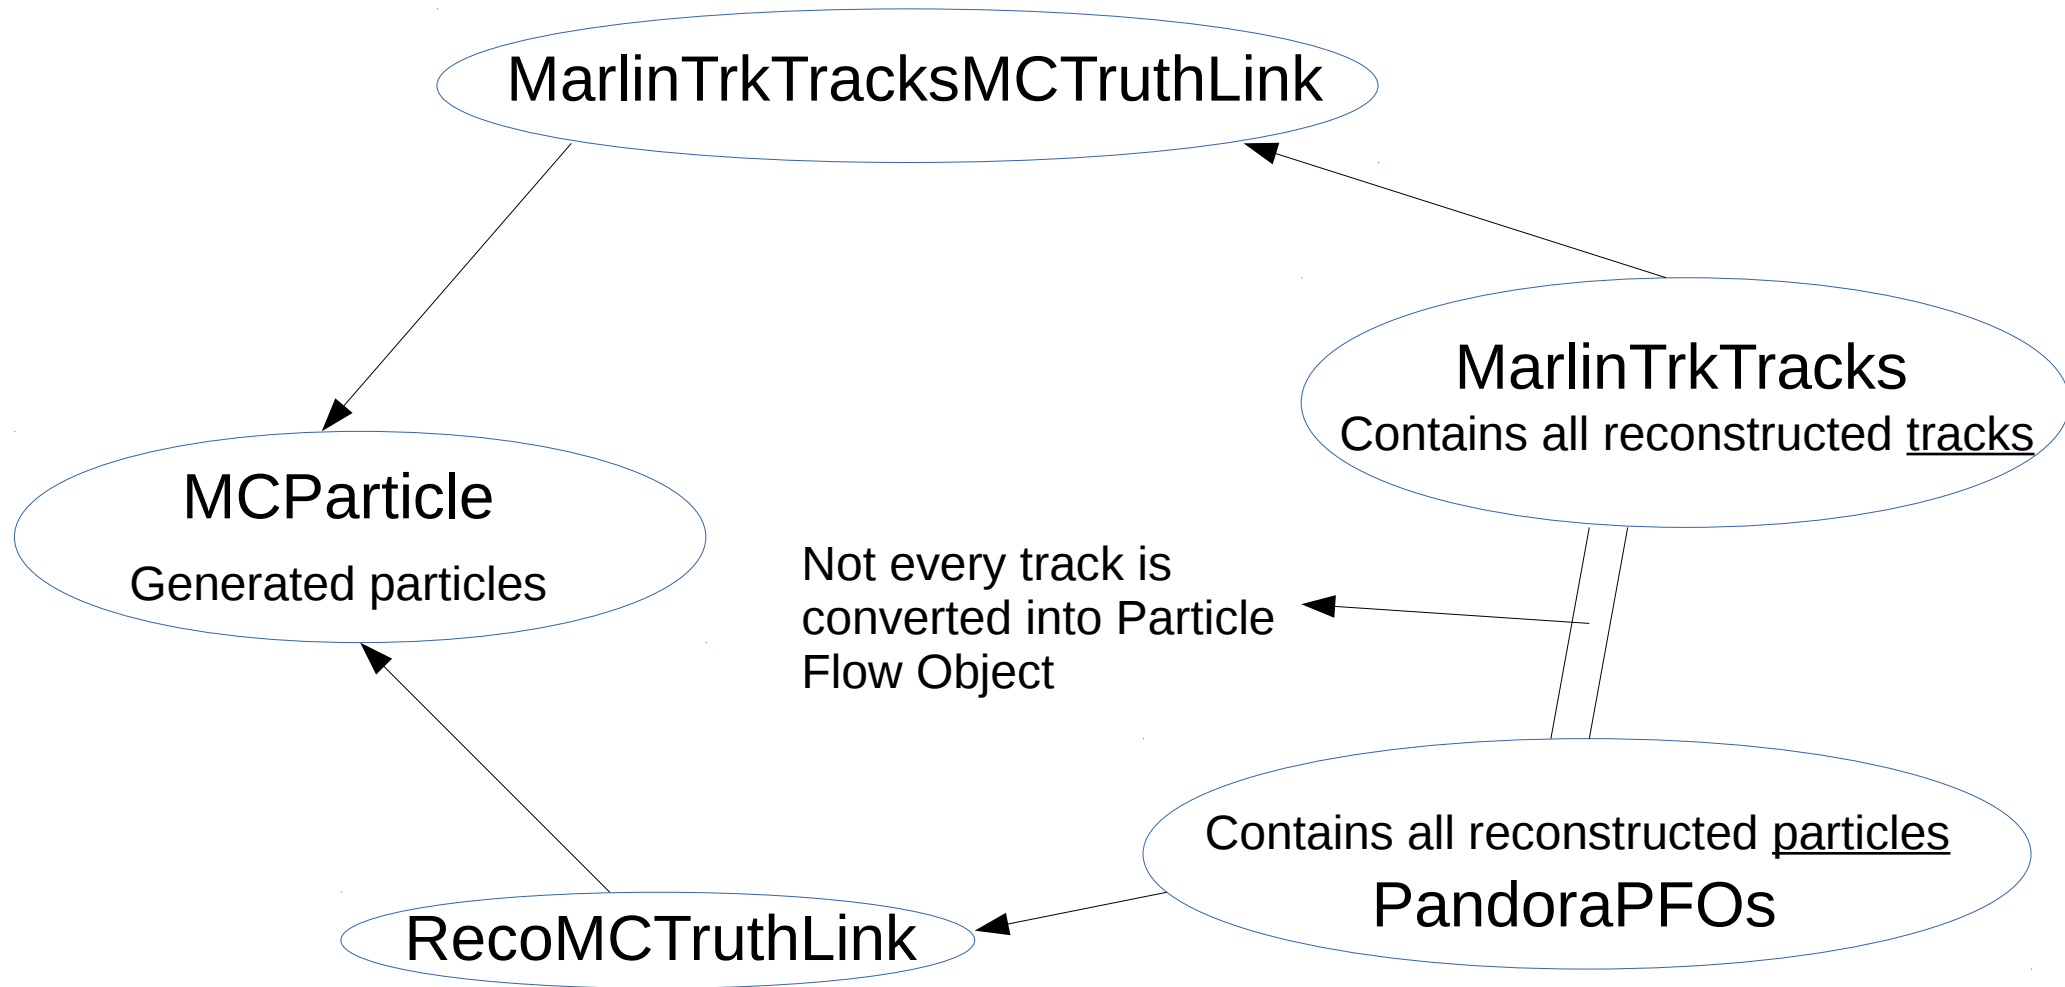 MarlinTrkTracksMCTruthLink
MarlinTrkTracks
Contains all reconstructed tracks
MCParticle
Generated particles
Not every track is
converted into Particle
Flow Object
Contains all reconstructed particles
PandoraPFOs
RecoMCTruthLink